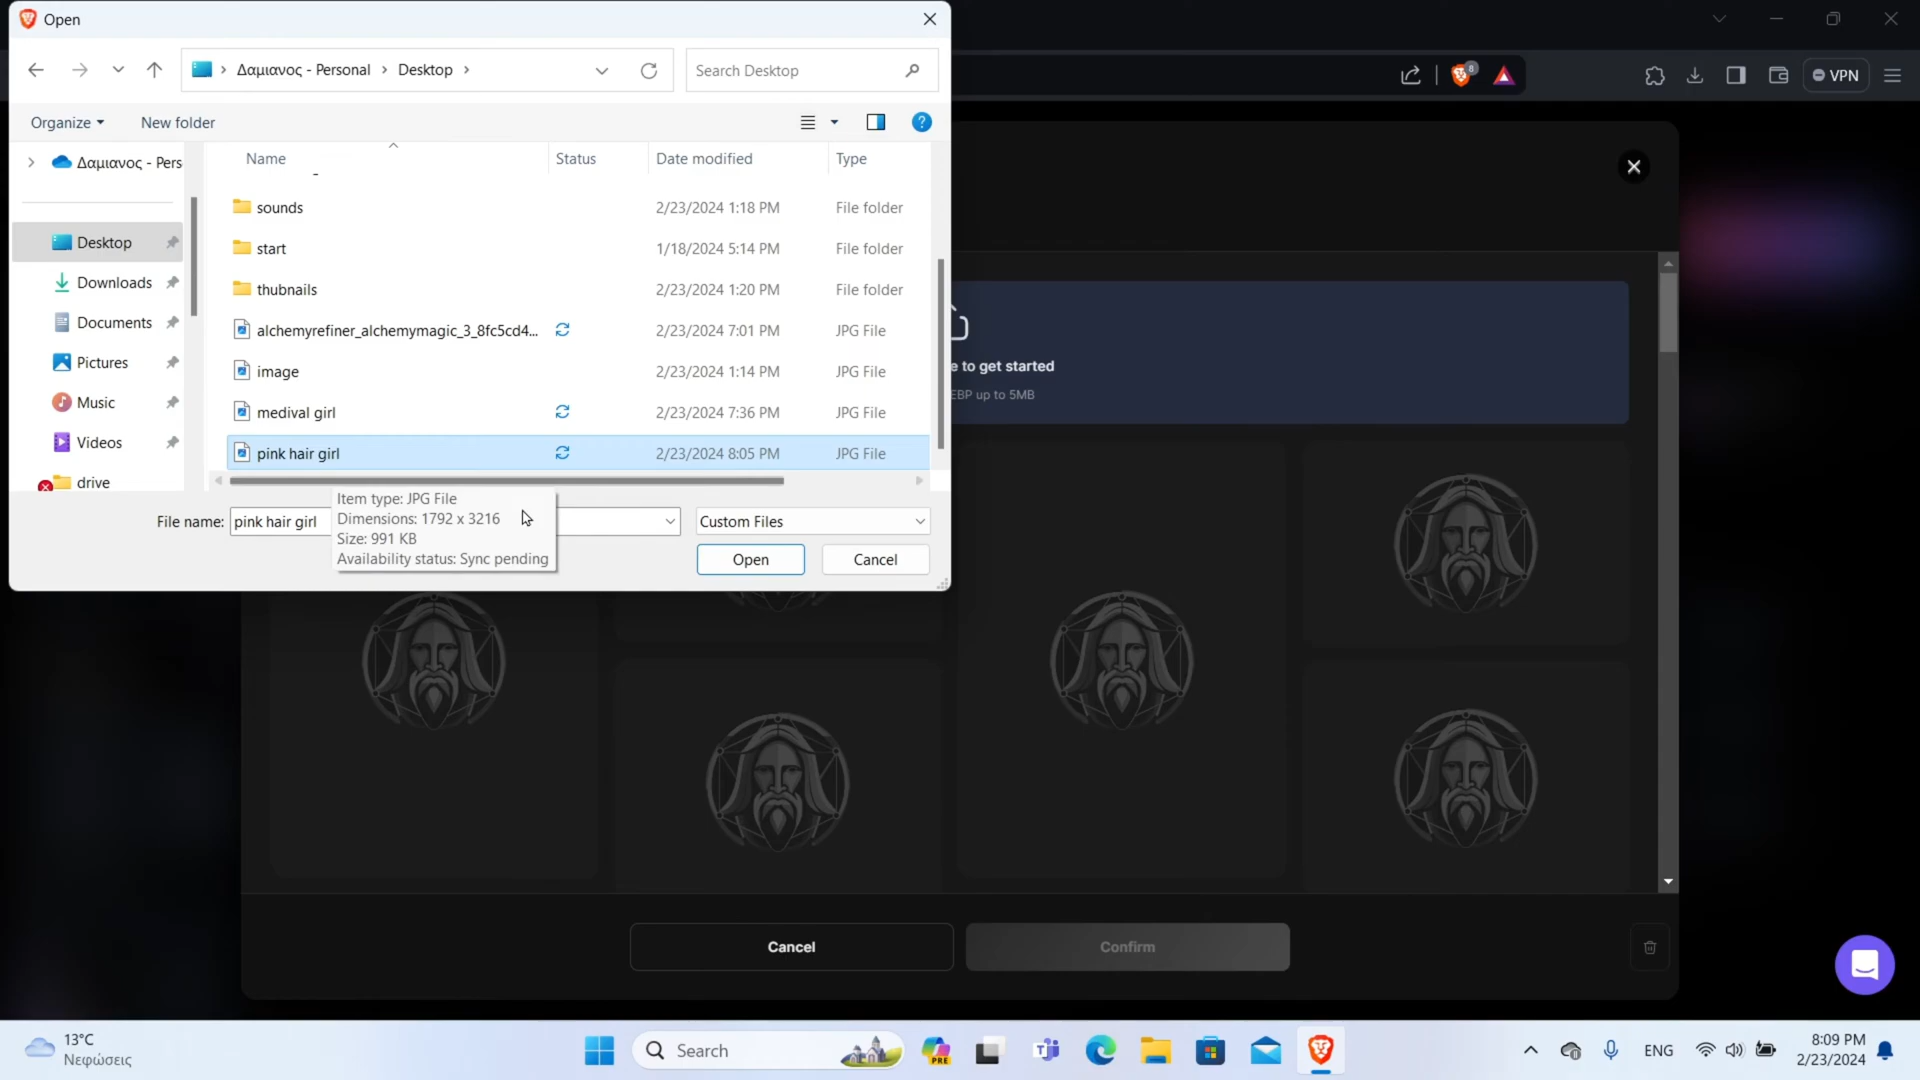 Open
Δαμιανος - Personal > Desktop >
Search Desktop
8
VPN
Organize
New folder
Name
Status
Date modified
Type
Δαμιανος - Pers
sounds
2/23/2024 1:18 PM
File folder
Desktop
start
1/18/2024 5:14 PM
File folder
Downloads
thubnails
2/23/2024 1:20 PM
File folder
Documents
alchemyrefiner_alchemymagic_3_8fc5cd4...
2/23/2024 7:01 PM
JPG File
Pictures
image
2/23/2024 1:14 PM
JPG File
e to get started
EBP up to 5MB
Music
medival girl
2/23/2024 7:36 PM
JPG File
Videos
pink hair girl
2/23/2024 8:05 PM
JPG File
drive
Item type: JPG File
Dimensions: 1792 x 3216
Size: 991 KB
Availability status: Sync pending
File name:
pink hair girl
Custom Files
Open
Cancel
Cancel
Confirm
13°C
Νεφώσεις
Search
PRE
ENG
8:09 PM
2/23/2024